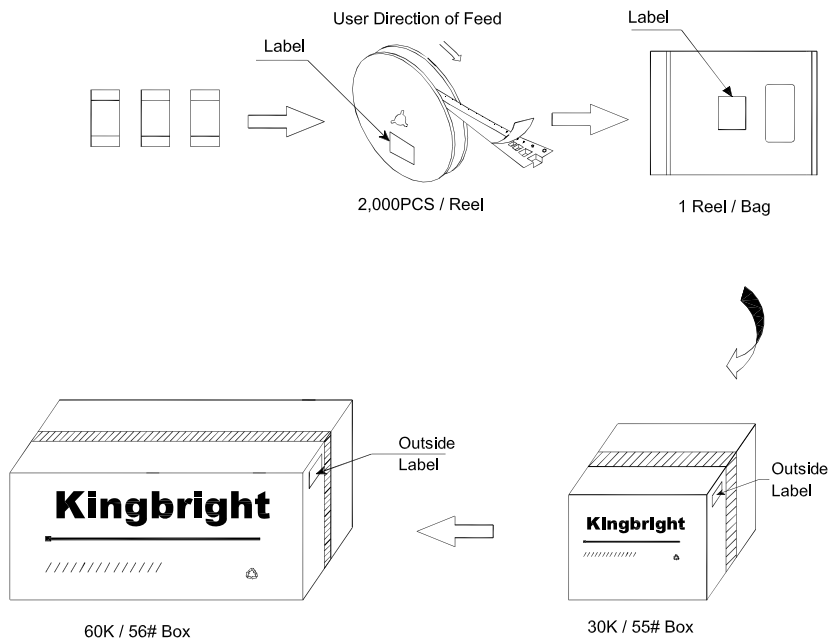 User Direction of Feed
Label
Label
2,000PCS / Reel
1 Reel / Bag
Outside
Label
Kingbright
60K / 56# Box
Outside
Label
Kingbright
30K / 55# Box